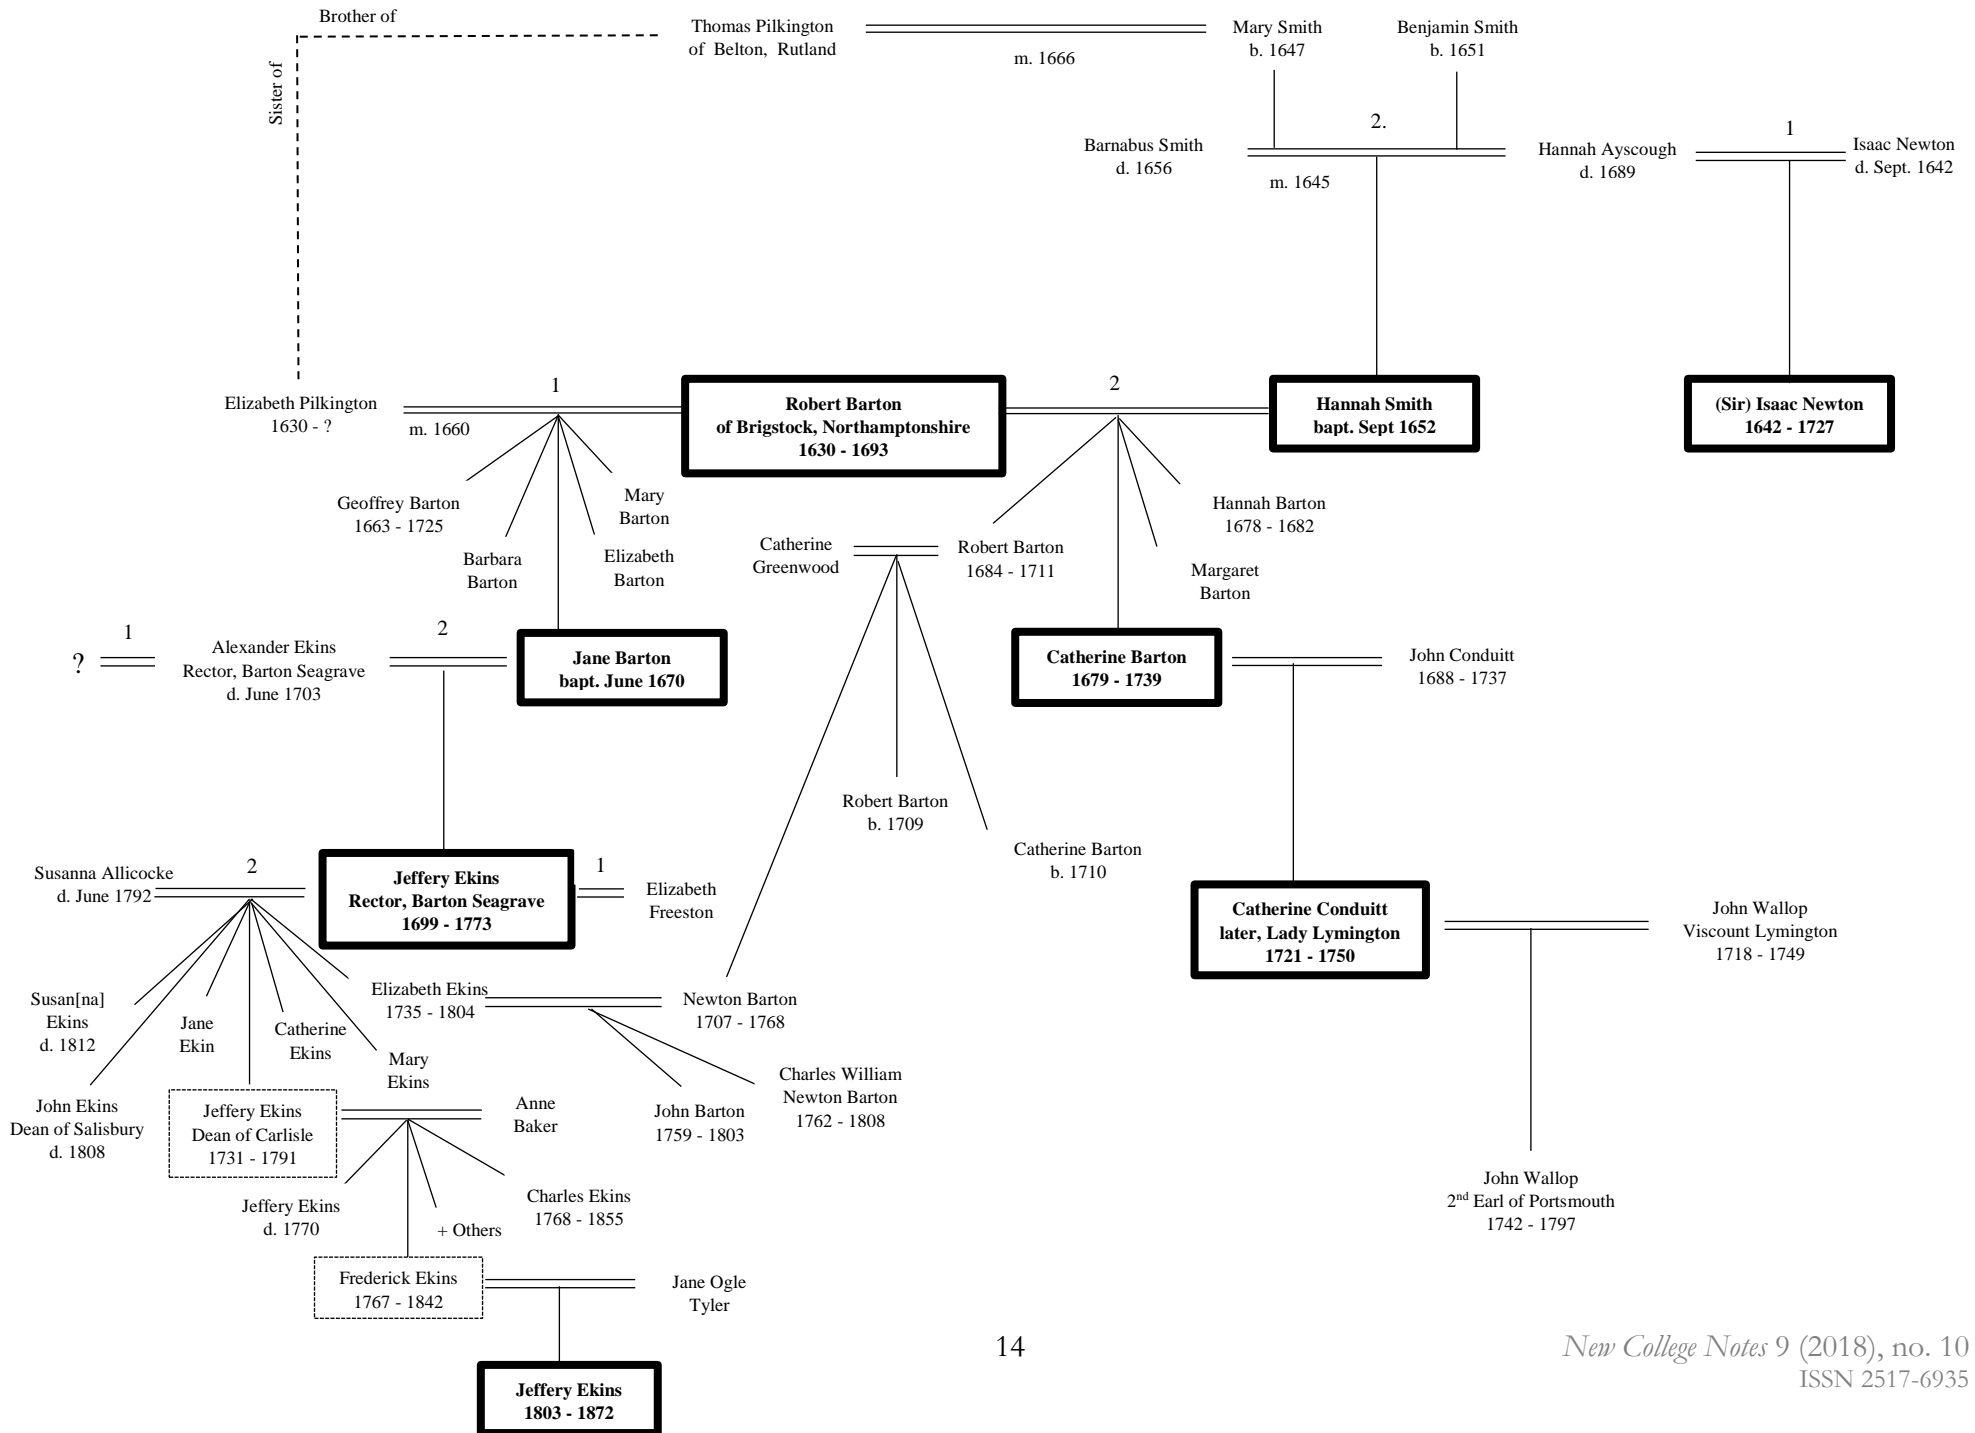 Brother of
Sister of
Thomas Pilkington
of Belton, Rutland
m. 1666
Mary Smith
b. 1647
Benjamin Smith
b. 1651
Barnabus Smith
d. 1656
2.
m. 1645
Hannah Ayscough
d. 1689
1
Isaac Newton
d. Sept. 1642
Elizabeth Pilkington
1630 - ?
1
m. 1660
Robert Barton
of Brigstock, Northamptonshire
1630 - 1693
2
Hannah Smith
bapt. Sept 1652
(Sir) Isaac Newton
1642 - 1727
Geoffrey Barton
1663 - 1725
Barbara
Barton
Mary
Barton
Elizabeth
Barton
Catherine
Greenwood
Robert Barton
1684 - 1711
Hannah Barton
1678 - 1682
Margaret
Barton
?
1
Alexander Ekins
Rector, Barton Seagrave
d. June 1703
2
Jane Barton
bapt. June 1670
Catherine Barton
1679 - 1739
John Conduitt
1688 - 1737
Robert Barton
b. 1709
Catherine Barton
b. 1710
Susanna Allicocke
d. June 1792
2
Jeffery Ekins
Rector, Barton Seagrave
1699 - 1773
1
Elizabeth
Freeston
Catherine Conduitt
later, Lady Lymington
1721 - 1750
John Wallop
Viscount Lymington
1718 - 1749
Susan[na]
Ekins
d. 1812
Jane
Ekin
Catherine
Ekins
Mary
Ekins
Elizabeth Ekins
1735 - 1804
Newton Barton
1707 - 1768
John Ekins
Dean of Salisbury
d. 1808
Jeffery Ekins
Dean of Carlisle
1731 - 1791
Anne
Baker
John Barton
1759 - 1803
Charles William
Newton Barton
1762 - 1808
Jeffery Ekins
d. 1770
+ Others
Charles Ekins
1768 - 1855
John Wallop
2nd Earl of Portsmouth
1742 - 1797
Frederick Ekins
1767 - 1842
Jane Ogle
Tyler
Jeffery Ekins
1803 - 1872
14
New College Notes 9 (2018), no. 10
ISSN 2517-6935